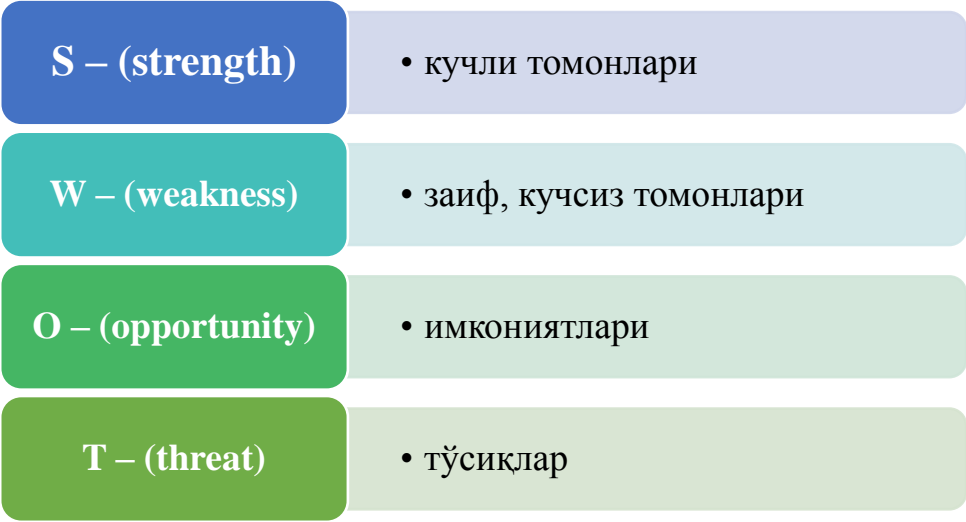 S – (strength)
• кучли томонлари
W – (weakness)
• заиф, кучсиз томонлари
O – (opportunity)
• имкониятлари
T – (threat)
• тўсиқлар